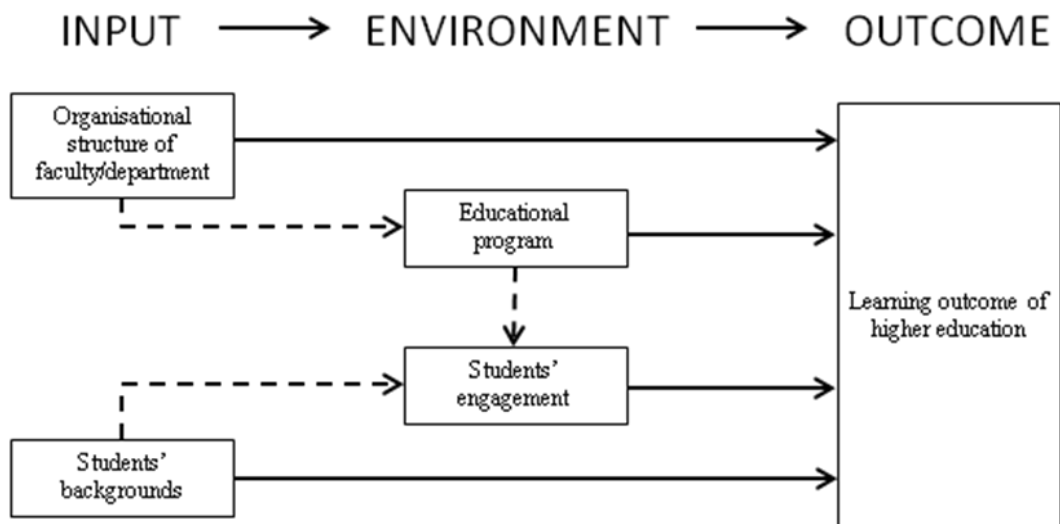 INPUT
ENVIRONMENT
OUTCOME
Organisational
structure of
faculty/department
Educational
program
Learning outcome of
higher education
Students’
engagement
Students’
backgrounds